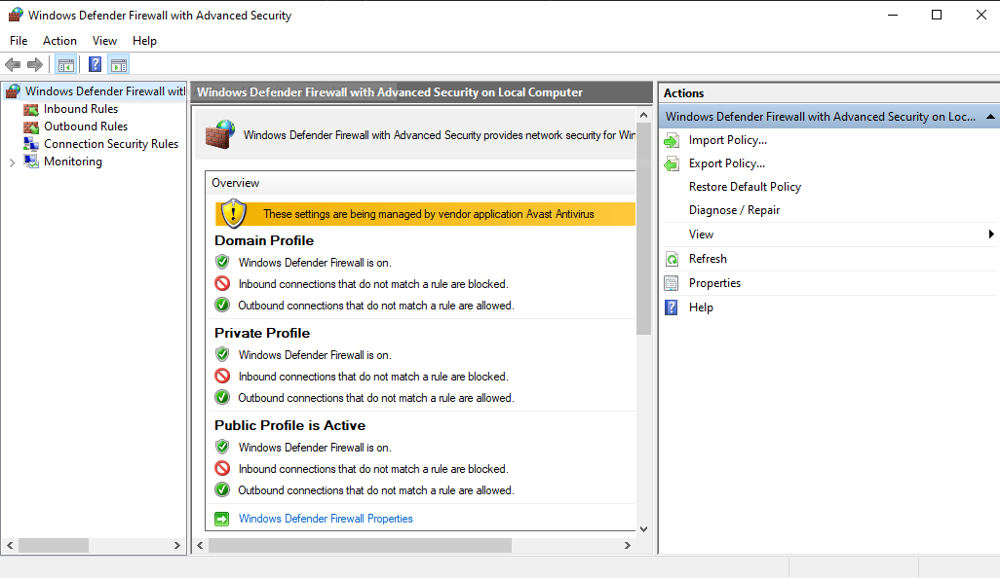 Windows Defender Firewall with Advanced Security
File Action View Help
Windows Defender Firewall with
Inbound Rules
Outbound Rules
Connection Security Rules
Monitoring
Windows Defender Firewall with Advanced Security on Local Computer
Windows Defender Firewall with Advanced Security provides network security for Win
Overview
These settings are being managed by vendor application Avast Antivirus
Domain Profile
Windows Defender Firewall is on.
Inbound connections that do not match a rule are blocked.
Outbound connections that do not match a rule are allowed.
Private Profile
Windows Defender Firewall is on.
Inbound connections that do not match a rule are blocked.
Outbound connections that do not match a rule are allowed.
Public Profile is Active
Windows Defender Firewall is on.
Inbound connections that do not match a rule are blocked.
Outbound connections that do not match a rule are allowed.
Windows Defender Firewall Properties
Actions
Windows Defender Firewall with Advanced Security on Loc...
Import Policy...
Export Policy...
Restore Default Policy
Diagnose / Repair
View
Refresh
Properties
Help